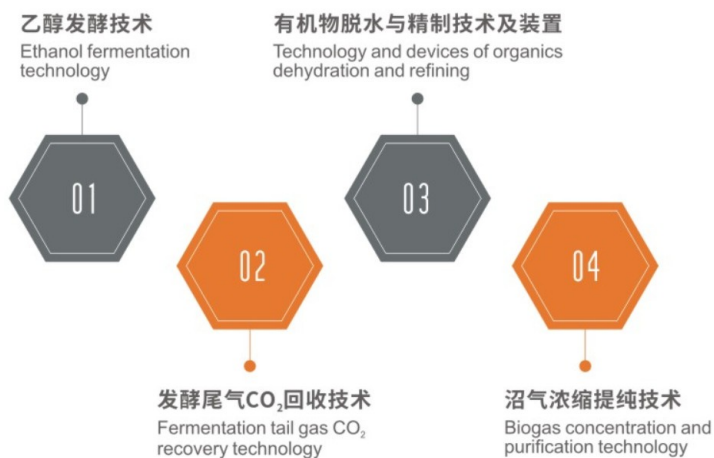 乙醇发酵技术
Ethanol fermentation
technology
01
发酵尾气CO₂回收技术
Fermentation tail gas CO₂
recovery technology
02
有机物脱水与精制技术及装置
Technology and devices of organics
dehydration and refining
03
沼气浓缩提纯技术
Biogas concentration and
purification technology
04